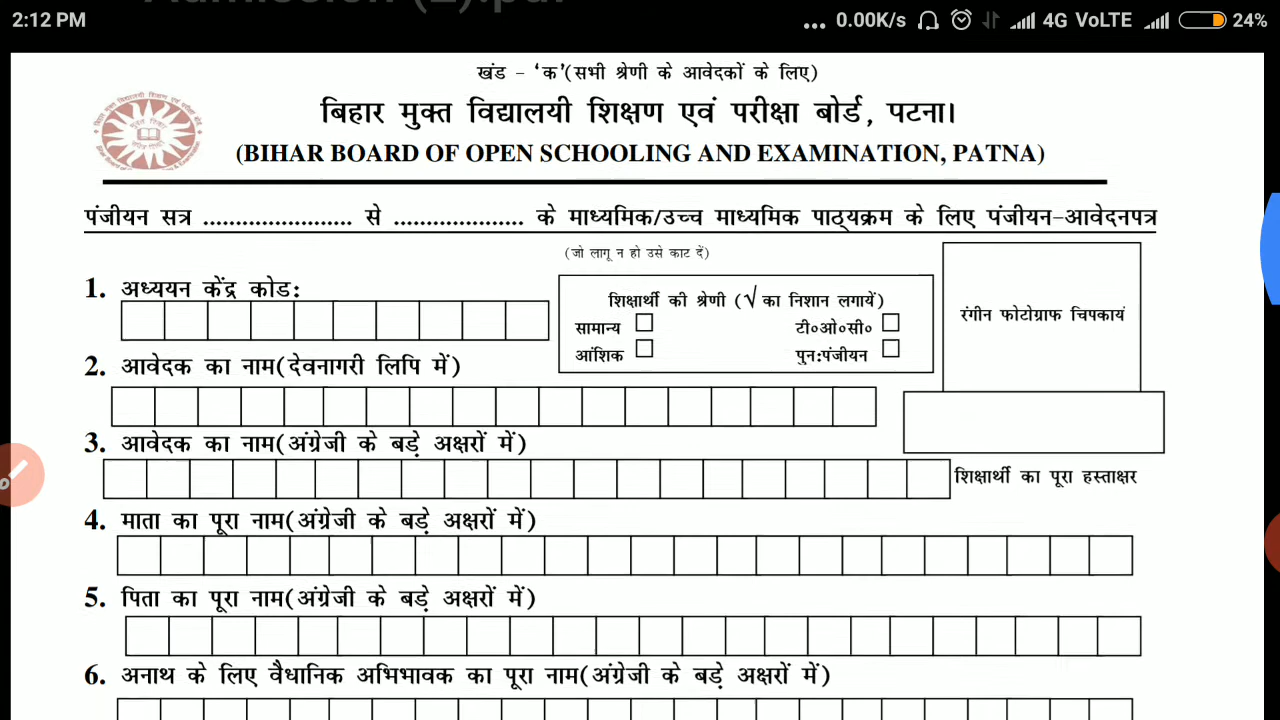 Admission (2).pdf
2:12 PM ... 0.00K/s 4G VoLTE 24%
खंड - ‘क’(सभी श्रेणी के आवेदकों के लिए)
बिहार मुक्त विद्यालयी शिक्षण एवं परीक्षा बोर्ड, पटना।
(BIHAR BOARD OF OPEN SCHOOLING AND EXAMINATION, PATNA)
पंजीयन सत्र ....................... से .................... के माध्यमिक/उच्च माध्यमिक पाठ्यक्रम के लिए पंजीयन-आवेदनपत्र
(जो लागू न हो उसे काट दें)
1. अध्ययन केंद्र कोड:
शिक्षार्थी की श्रेणी (√ का निशान लगायें)
सामान्य टी०ओ०सी०
आंशिक पुन:पंजीयन
रंगीन फोटोग्राफ चिपकायं
2. आवेदक का नाम(देवनागरी लिपि में)
3. आवेदक का नाम(अंग्रेजी के बड़े अक्षरों में)
शिक्षार्थी का पूरा हस्ताक्षर
4. माता का पूरा नाम(अंग्रेजी के बड़े अक्षरों में)
5. पिता का पूरा नाम(अंग्रेजी के बड़े अक्षरों में)
6. अनाथ के लिए वैधानिक अभिभावक का पूरा नाम(अंग्रेजी के बड़े अक्षरों में)